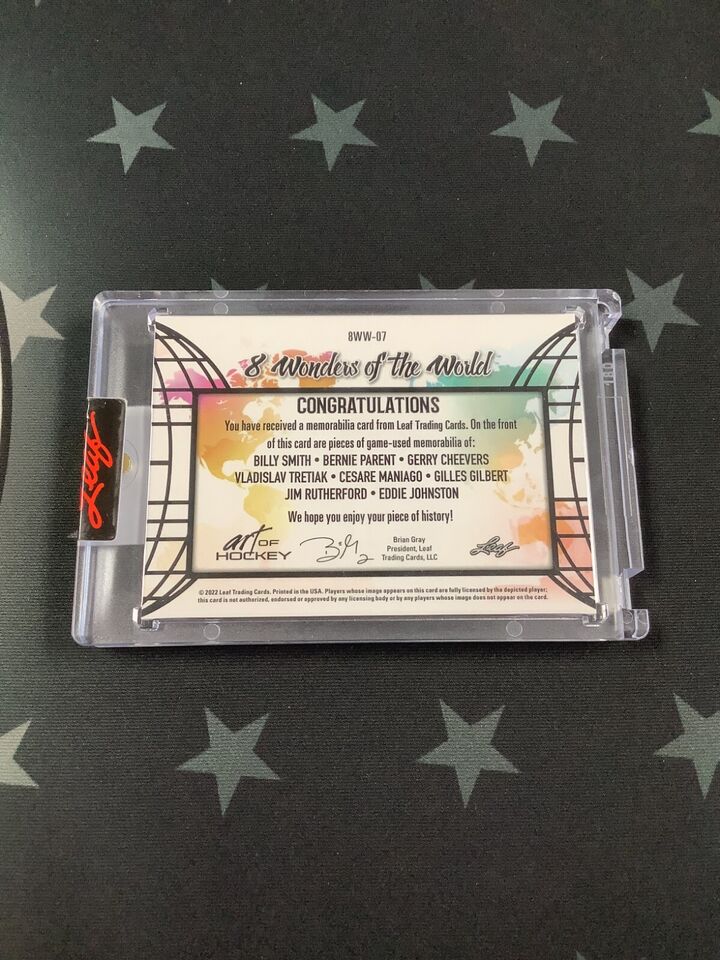 8WW-07
8 Wonders of the World
CONGRATULATIONS
You have received a memorabilia card from Leaf Trading Cards. On the front
of this card are pieces of game-used memorabilia of:
BILLY SMITH • BERNIE PARENT • GERRY CHEEVERS
VLADISLAV TRETIAK • CESARE MANIAGO • GILLES GILBERT
JIM RUTHERFORD • EDDIE JOHNSTON
We hope you enjoy your piece of history!
art OF
HOCKEY
Brian Gray
President, Leaf
Trading Cards, LLC
Leaf
© 2022 Leaf Trading Cards. Printed in the USA. Players whose image appears on this card are fully licensed by the depicted player;
this card is not authorized, endorsed or approved by any licensing body or by any players whose image does not appear on the card.
Leaf